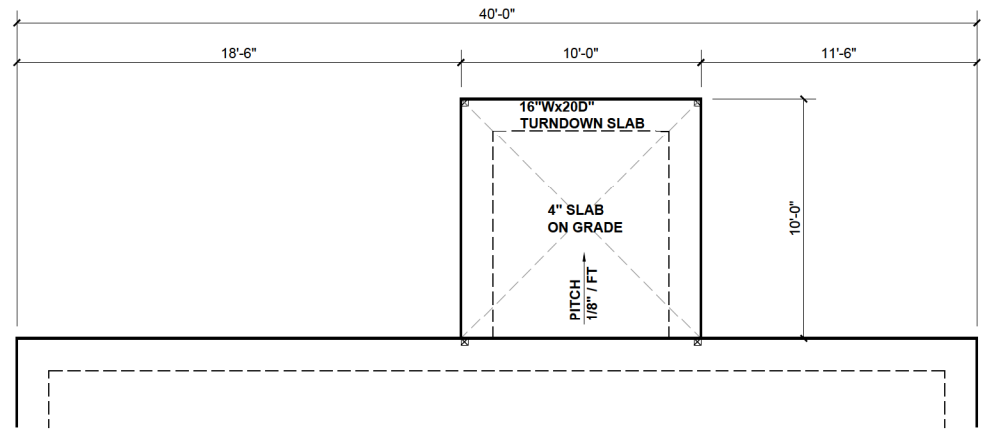 40'-0"
18'-6"
10'-0"
11'-6"
16"Wx20D"
TURNDOWN SLAB
4" SLAB
ON GRADE
10'-0"
PITCH
1/8" / FT